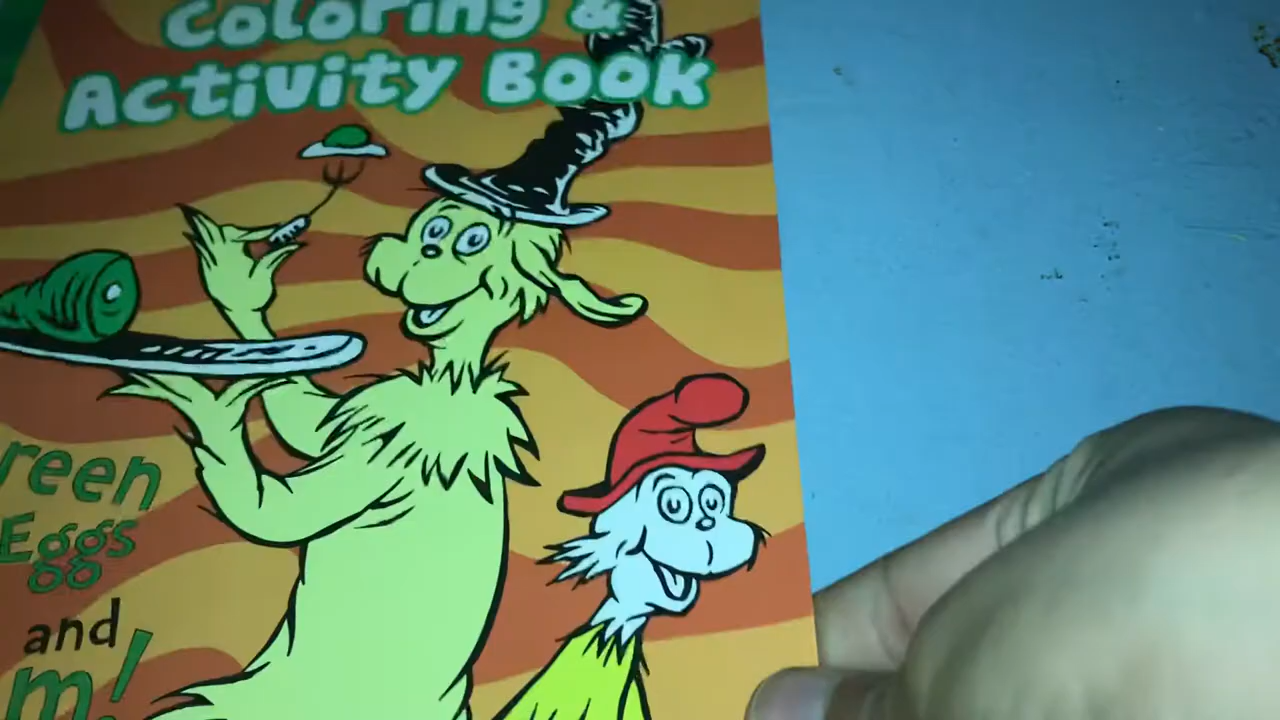 Coloring &
Activity Book
reen
Eggs
and
m!